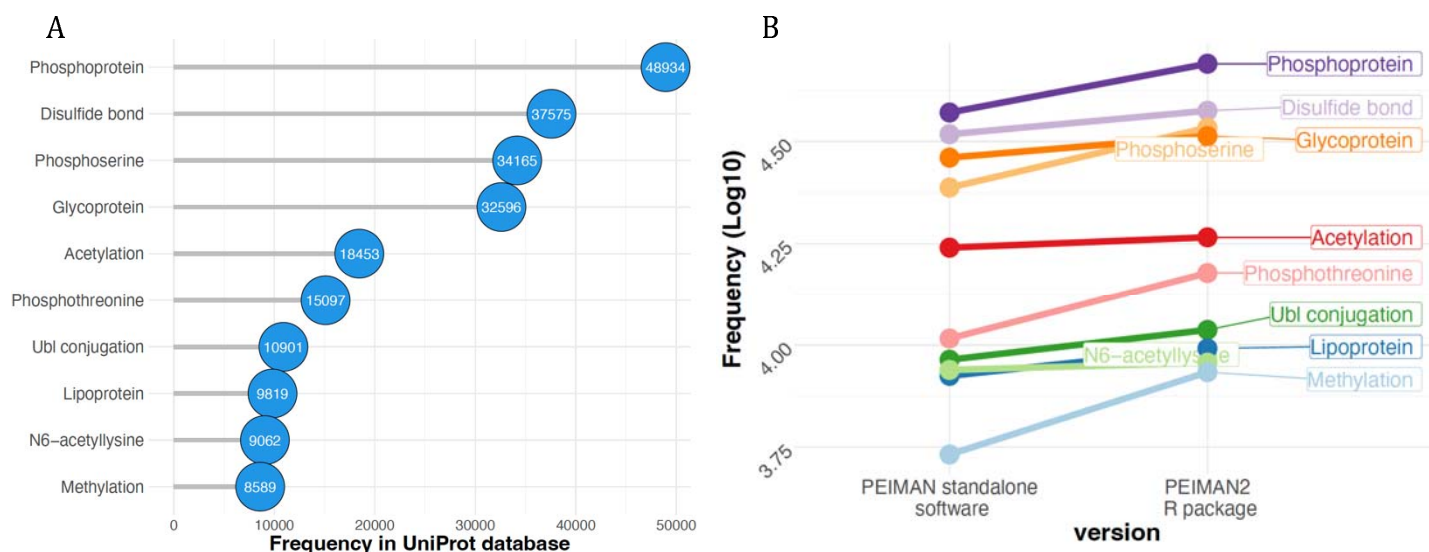 A
Phosphoprotein
48934
Disulfide bond
37575
Phosphoserine
34165
Glycoprotein
32596
Acetylation
18453
Phosphothreonine
15097
Ubl conjugation
10901
Lipoprotein
9819
N6−acetyllysine
9062
Methylation
8589
0 10000 20000 30000 40000 50000
Frequency in UniProt database
B
Frequency (Log10)
4.50
4.25
4.00
3.75
Phosphoprotein
Disulfide bond
Glycoprotein
Phosphoserine
Acetylation
Phosphothreonine
Ubl conjugation
Lipoprotein
N6−acetyllysine
Methylation
PEIMAN standalone
software
PEIMAN2
R package
version